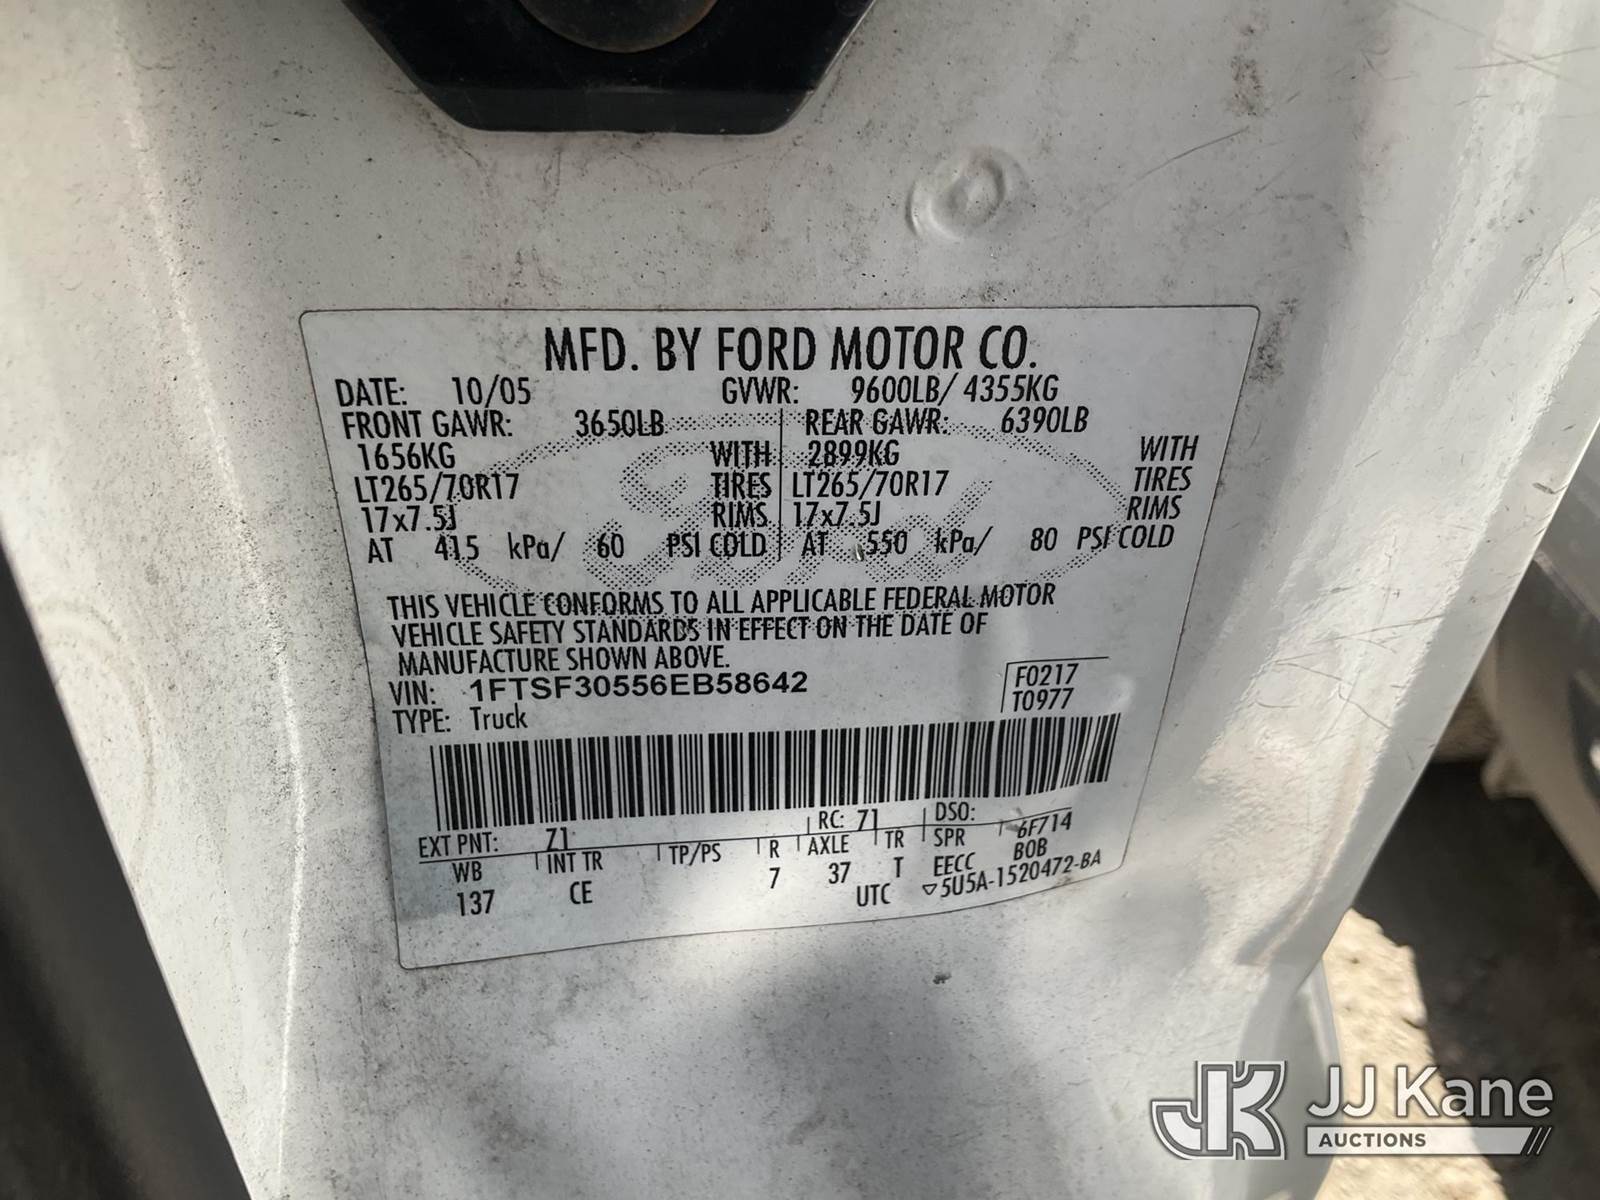 MFD. BY FORD MOTOR CO.
DATE: 10/05 GVWR: 9600LB/ 4355KG
FRONT GAWR: 3650LB REAR GAWR: 6390LB
1656KG WITH 2899KG WITH
LT265/70R17 TIRES LT265/70R17 TIRES
17x7.5J RIMS 17x7.5J RIMS
AT 415 kPa/ 60 PSI COLD AT 550 kPa/ 80 PSI COLD
THIS VEHICLE CONFORMS TO ALL APPLICABLE FEDERAL MOTOR
VEHICLE SAFETY STANDARDS IN EFFECT ON THE DATE OF
MANUFACTURE SHOWN ABOVE.
VIN: 1FTSF30556EB58642 F0217
TYPE: Truck T0977
EXT PNT: Z1 RC: 71 DSO: 6F714
WB INT TR TP/PS R AXLE TR SPR B0B
137 CE 7 37 T EECC
UTC ▽5U5A-1520472-BA
JK JJ Kane
AUCTIONS